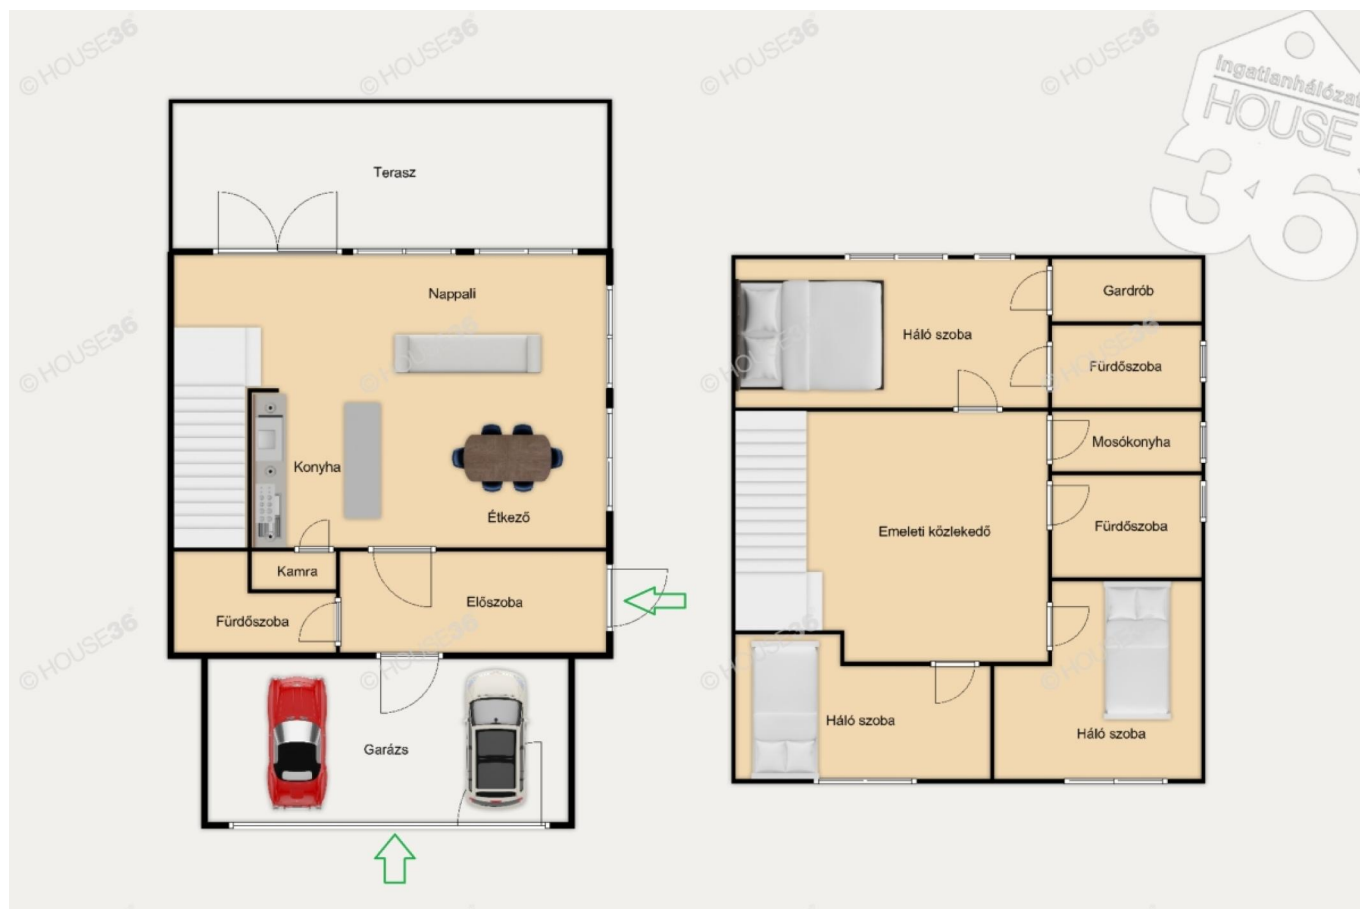 ©HOUSE36
©HOUSE36
©HOUSE36
©HOUSE36
Ingatlanhálózat
HOUSE
36
Terasz
Nappali
Konyha
Étkező
Kamra
Előszoba
Fürdőszoba
Garázs
©HOUSE36
©HOUSE36
Háló szoba
Gardrób
Fürdőszoba
Mosókonyha
Emeleti közlekedő
Fürdőszoba
Háló szoba
Háló szoba